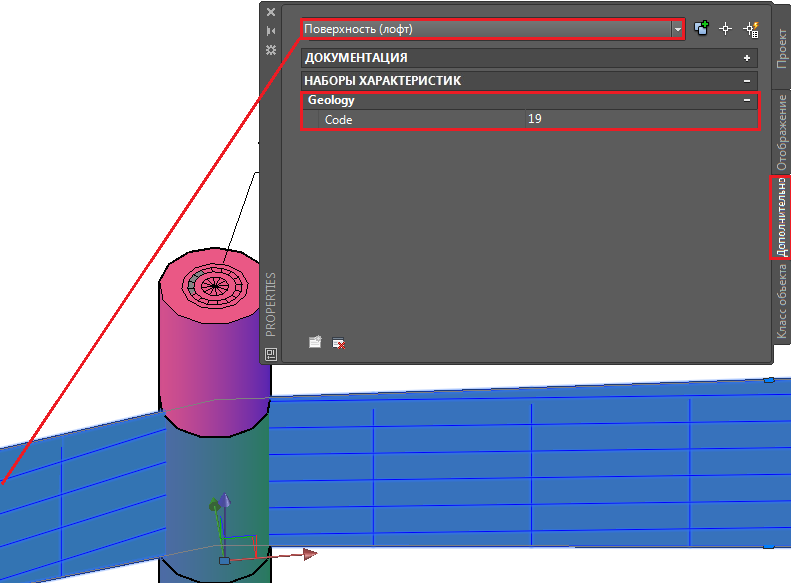 Поверхность (лофт)
ДОКУМЕНТАЦИЯ
НАБОРЫ ХАРАКТЕРИСТИК
Geology
Code 19
PROPERTIES
Проект
Отображение
Дополнительно
Класс объекта